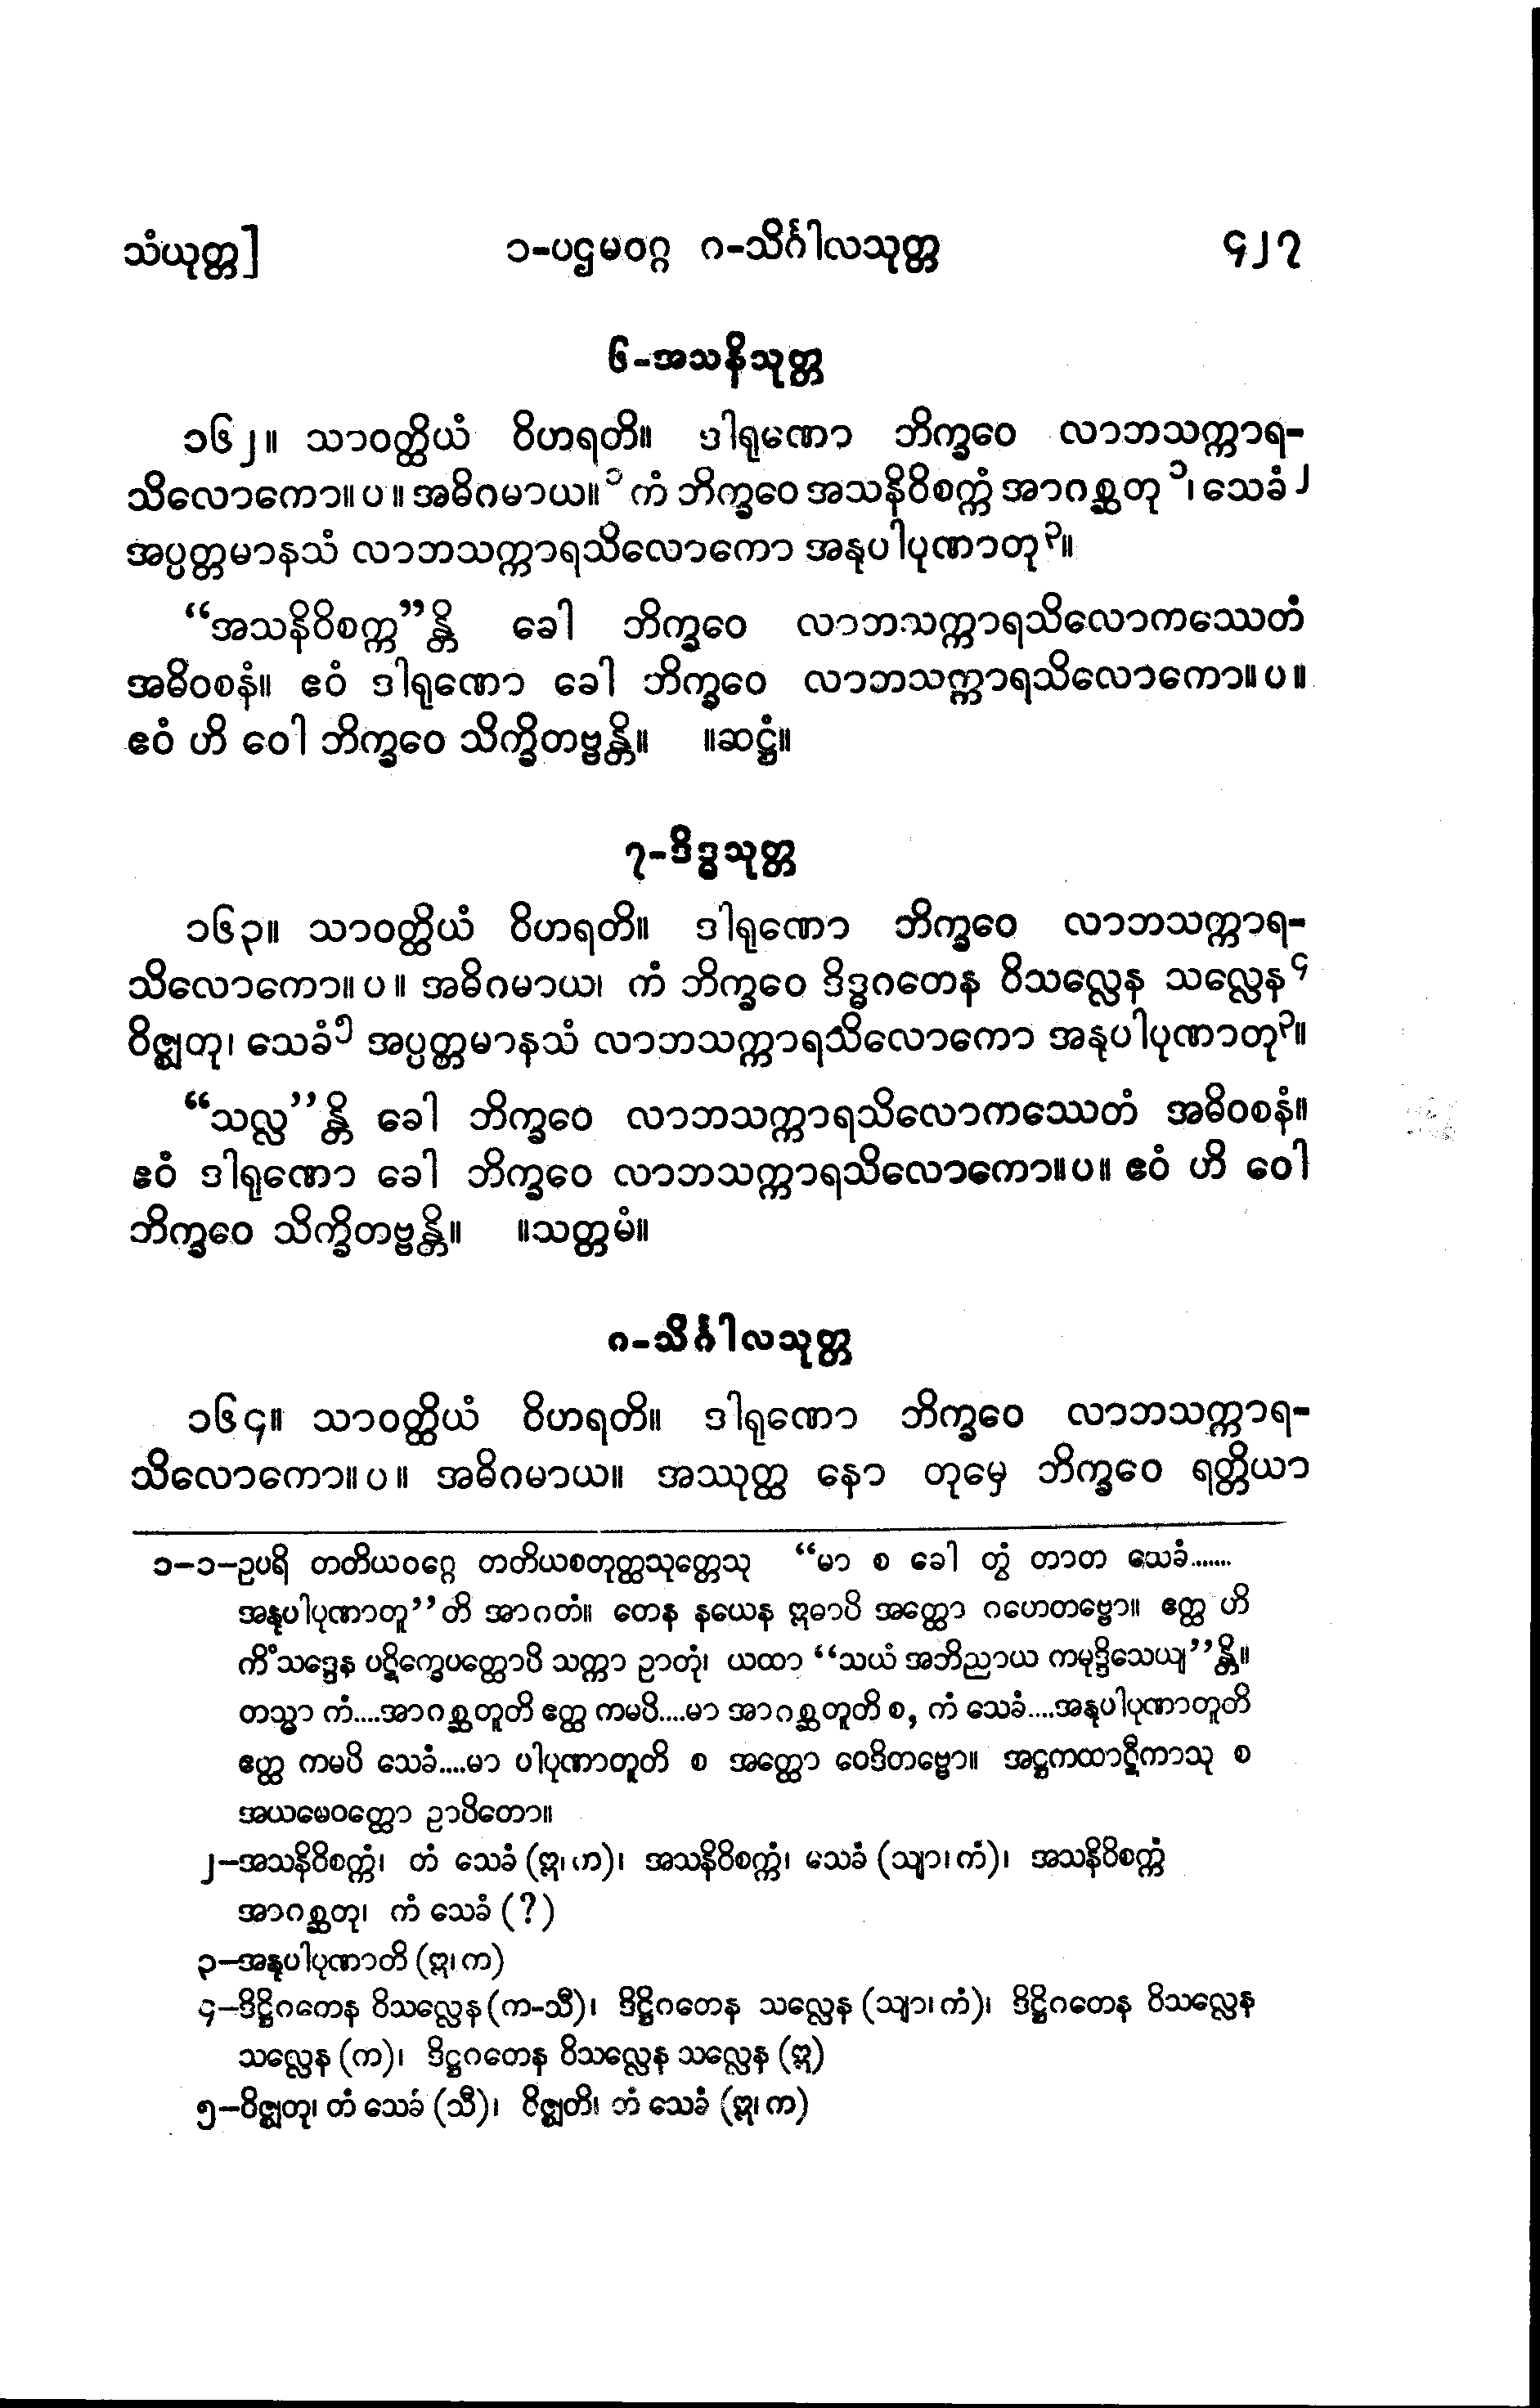 သံယုတ္တ] ၁-ပဌမဝဂ္ဂ ဂ-သိင်္ဂါလသုတ္တ ၄၂၇
၆-အသနိသုတ္တ
၁၆၂။ သာဝတ္ထိယံ ဝိဟရတိ။ ဒါရုဏော ဘိက္ခဝေ လာဘသက္ကာရ-
သိလောကော။ပ။ အဓိဂမာယ။၁ ကံ ဘိက္ခဝေ အသနိဝိစက္ကံ အာဂစ္ဆတု၁၊ သေခံ၂
အပ္ပတ္တမာနသံ လာဘသက္ကာရသိလောကော အနုပါပုဏာတု၃။
“အသနိဝိစက္က”န္တိ ခေါ ဘိက္ခဝေ လာဘသက္ကာရသိလောကဿေတံ
အဓိဝစနံ။ ဧဝံ ဒါရုဏော ခေါ ဘိက္ခဝေ လာဘသက္ကာရသိလောကော။ပ။
ဧဝံ ဟိ ဝေါ ဘိက္ခဝေ သိက္ခိတဗ္ဗန္တိ။ ။ဆဋ္ဌံ။
၇-ဒိဒ္ဓသုတ္တ
၁၆၃။ သာဝတ္ထိယံ ဝိဟရတိ။ ဒါရုဏော ဘိက္ခဝေ လာဘသက္ကာရ-
သိလောကော။ပ။ အဓိဂမာယ၊ ကံ ဘိက္ခဝေ ဒိဒ္ဓဂတေန ဝိသလ္လေန သလ္လေန၄
ဝိဇ္ဈတု၊ သေခံ၅ အပ္ပတ္တမာနသံ လာဘသက္ကာရသိလောကော အနုပါပုဏာတု၃။
“သလ္လ”န္တိ ခေါ ဘိက္ခဝေ လာဘသက္ကာရသိလောကဿေတံ အဓိဝစနံ။
ဧဝံ ဒါရုဏော ခေါ ဘိက္ခဝေ လာဘသက္ကာရသိလောကော။ပ။ ဧဝံ ဟိ ဝေါ
ဘိက္ခဝေ သိက္ခိတဗ္ဗန္တိ။ ။သတ္တမံ။
ဂ-သိင်္ဂါလသုတ္တ
၁၆၄။ သာဝတ္ထိယံ ဝိဟရတိ။ ဒါရုဏော ဘိက္ခဝေ လာဘသက္ကာရ-
သိလောကော။ပ။ အဓိဂမာယ။ အဿုတ္ထ နော တုမှေ ဘိက္ခဝေ ရတ္တိယာ
၁-၁-ဥပရိ တတိယဝဂ္ဂေ တတိယစတုတ္ထသုတ္တေသု “မာ စ ခေါ တွံ တာတ သေခံ.......
အနုပါပုဏာတူ”တိ အာဂတံ။ တေန နယေန ဣဓာပိ အတ္ထော ဂဟေတဗ္ဗော။ ဧတ္ထ ဟိ
ကိံသဒ္ဒေန ပဋိက္ခေပတ္ထောပိ သက္ကာ ဉာတုံ၊ ယထာ “သယံ အဘိညာယ ကမုဒ္ဒိသေယျ”န္တိ။
တသ္မာ ကံ....အာဂစ္ဆတူတိ ဧတ္ထ ကမပိ....မာ အာဂစ္ဆတူတိ စ, ကံ သေခံ....အနုပါပုဏာတူတိ
ဧတ္ထ ကမပိ သေခံ....မာ ပါပုဏာတူတိ စ အတ္ထော ဝေဒိတဗ္ဗော။ အဋ္ဌကထာဋီကာသု စ
အယမေဝတ္ထော ဉာပိတော။
၂-အသနိဝိစက္ကံ၊ တံ သေခံ (ဣ၊ဟ)၊ အသနိဝိစက္ကံ၊ သေခံ (သျာ၊ကံ)၊ အသနိဝိစက္ကံ
အာဂစ္ဆတု၊ ကံ သေခံ (?)
၃-အနုပါပုဏာတိ (ဣ၊က)
၄-ဒိဋ္ဌိဂကေန ဝိသလ္လေန (က-သီ)၊ ဒိဋ္ဌိဂတေန သလ္လေန (သျာ၊ကံ)၊ ဒိဋ္ဌိဂတေန ဝိသလ္လေန
သလ္လေန (က)၊ ဒိဋ္ဌဂတေန ဝိသလ္လေန သလ္လေန (ဣ)
၅-ဝိဇ္ဈတု၊ တံ သေခံ (သီ)၊ ဝိဇ္ဈတိ၊ တံ သေခံ (ဣ၊က)